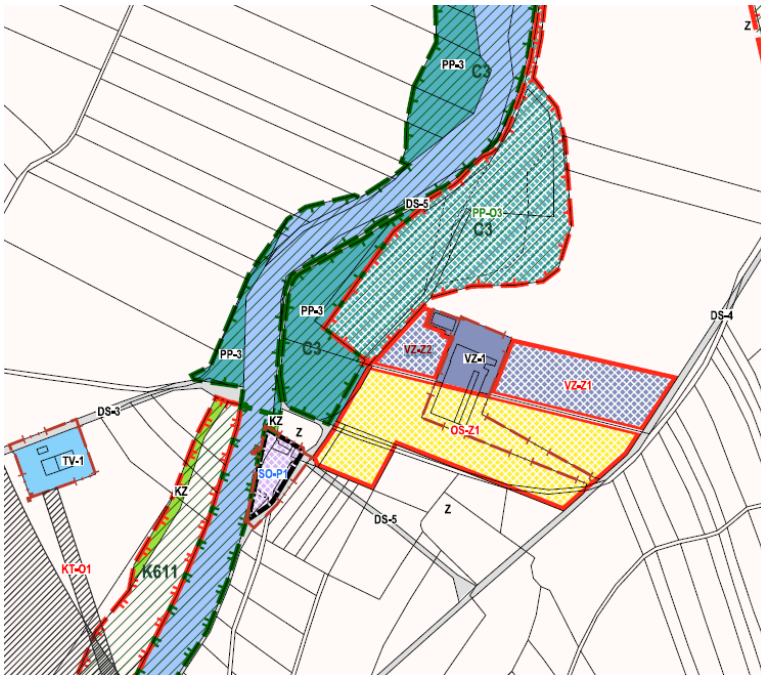 Z
C3
PP-3
DS-5
PP-O3
C3
PP-3
DS-4
C3
PP-3
VZ-Z2
VZ-1
VZ-Z1
DS-3
KZ
Z
OS-Z1
TV-1
SO-P1
KZ
Z
DS-5
KT-O1
K611